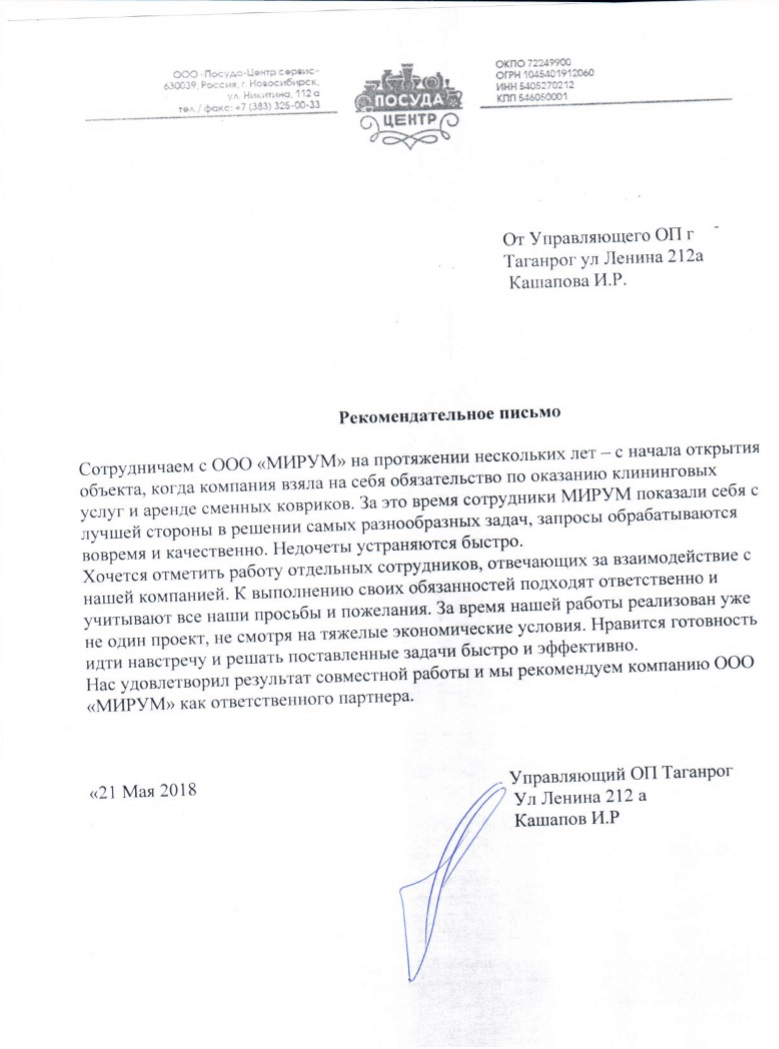 ООО «Посуда-Центр сервис»
630039, Россия, г. Новосибирск,
ул. Никитина, 112 а
тел./ факс: +7 (383) 325-00-33
ПОСУДА
ЦЕНТР
ОКПО 72249900
ОГРН 1045401912060
ИНН 5405270212
КПП 546050001
От Управляющего ОП г
Таганрог ул Ленина 212а
Кашапова И.Р.
Рекомендательное письмо
Сотрудничаем с ООО «МИРУМ» на протяжении нескольких лет – с начала открытия
объекта, когда компания взяла на себя обязательство по оказанию клининговых
услуг и аренде сменных ковриков. За это время сотрудники МИРУМ показали себя с
лучшей стороны в решении самых разнообразных задач, запросы обрабатываются
вовремя и качественно. Недочеты устраняются быстро.
Хочется отметить работу отдельных сотрудников, отвечающих за взаимодействие с
нашей компанией. К выполнению своих обязанностей подходят ответственно и
учитывают все наши просьбы и пожелания. За время нашей работы реализован уже
не один проект, не смотря на тяжелые экономические условия. Нравится готовность
идти навстречу и решать поставленные задачи быстро и эффективно.
Нас удовлетворил результат совместной работы и мы рекомендуем компанию ООО
«МИРУМ» как ответственного партнера.
«21 Мая 2018
Управляющий ОП Таганрог
Ул Ленина 212 а
Кашапов И.Р